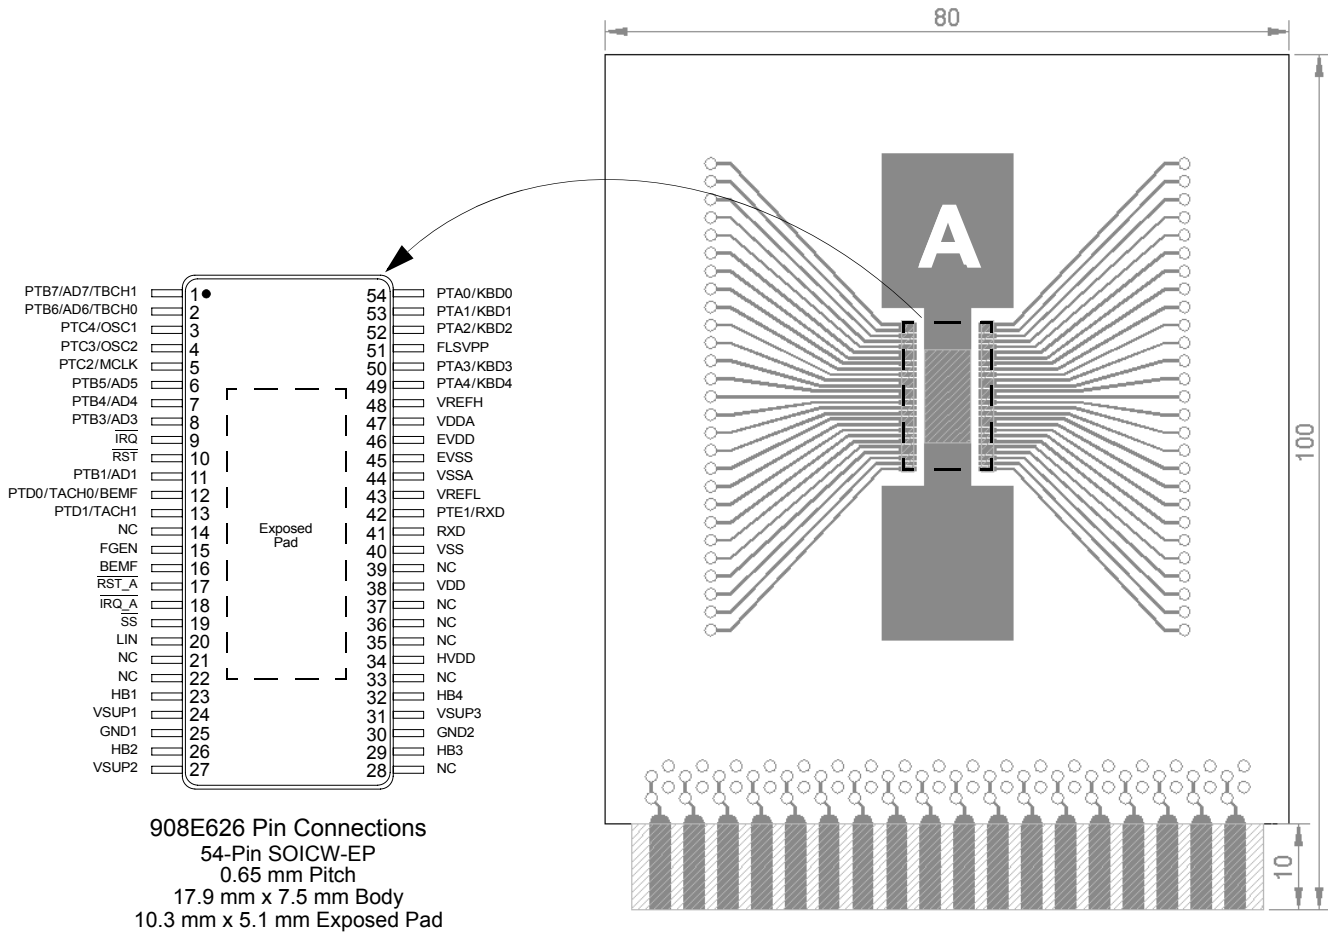 80
A
100
10
PTB7/AD7/TBCH1 1 54 PTA0/KBD0
PTB6/AD6/TBCH0 2 53 PTA1/KBD1
PTC4/OSC1 3 52 PTA2/KBD2
PTC3/OSC2 4 51 FLSVPP
PTC2/MCLK 5 50 PTA3/KBD3
PTB5/AD5 6 49 PTA4/KBD4
PTB4/AD4 7 48 VREFH
PTB3/AD3 8 47 VDDA
IRQ 9 46 EVDD
RST 10 45 EVSS
PTB1/AD1 11 44 VSSA
PTD0/TACH0/BEMF 12 43 VREFL
PTD1/TACH1 13 42 PTE1/RXD
NC 14 41 RXD
FGEN 15 40 VSS
BEMF 16 39 NC
RST_A 17 38 VDD
IRQ_A 18 37 NC
SS 19 36 NC
LIN 20 35 NC
NC 21 34 HVDD
NC 22 33 NC
HB1 23 32 HB4
VSUP1 24 31 VSUP3
GND1 25 30 GND2
HB2 26 29 HB3
VSUP2 27 28 NC
Exposed
Pad
908E626 Pin Connections
54-Pin SOICW-EP
0.65 mm Pitch
17.9 mm x 7.5 mm Body
10.3 mm x 5.1 mm Exposed Pad